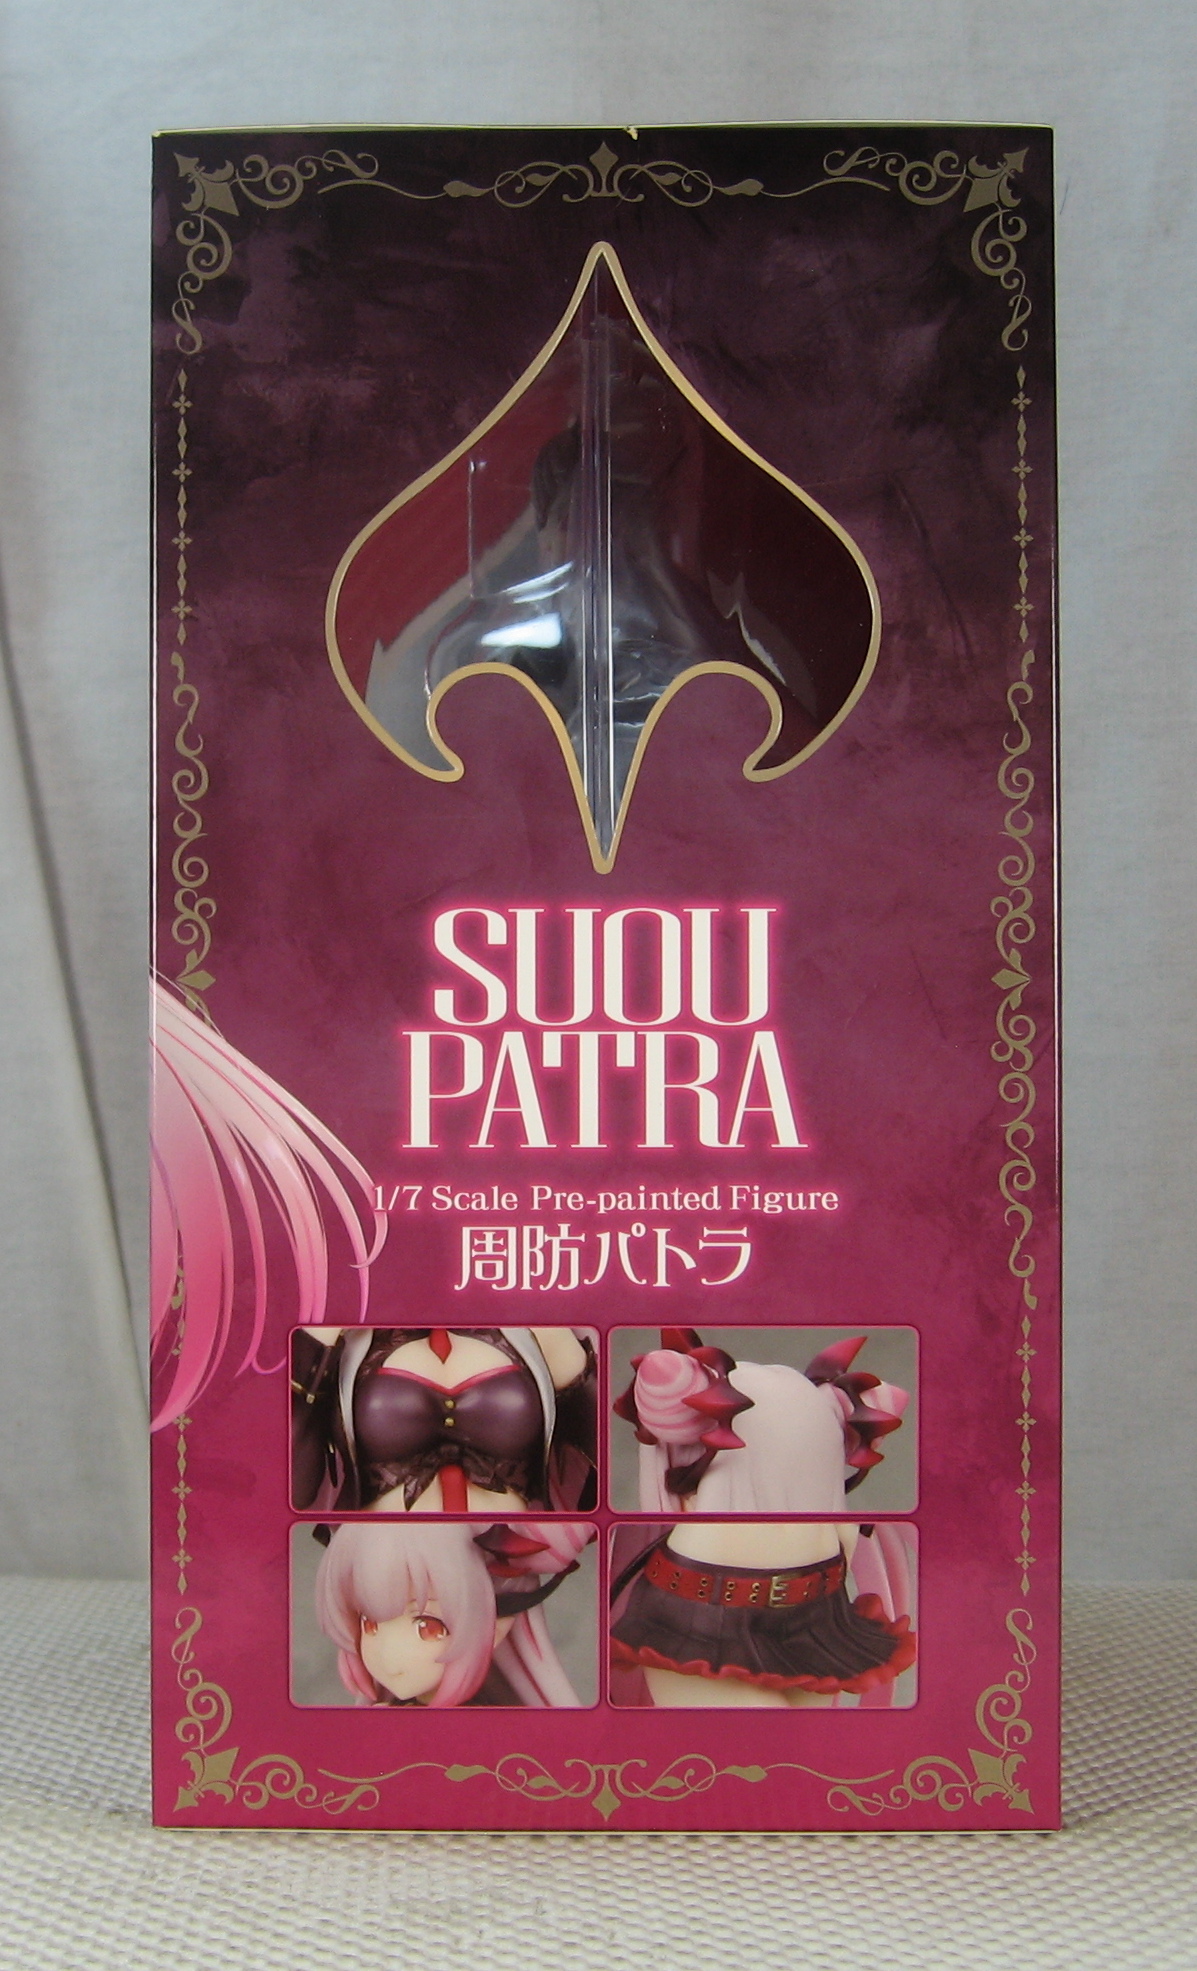 SUOU
PATRA
1/7 Scale Pre-painted Figure
周防パトラ